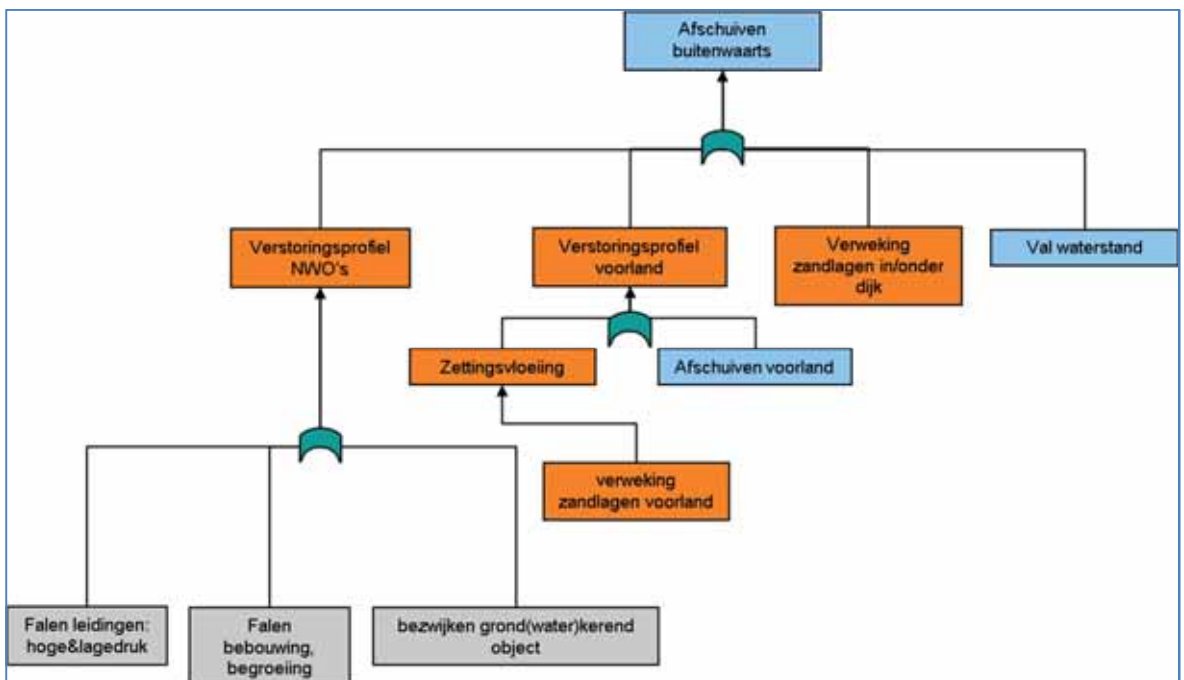 Afschuiven
buitenwaarts
Verstoringsprofiel
NWO's
Verstoringsprofiel
voorland
Verweking
zandlagen in/onder
dijk
Val waterstand
Zettingsvloeiing
Afschuiven voorland
verweking
zandlagen voorland
Falen leidingen:
hoge&lagedruk
Falen
bebouwing,
begroeiing
bezwijken grond(water)kerend
object